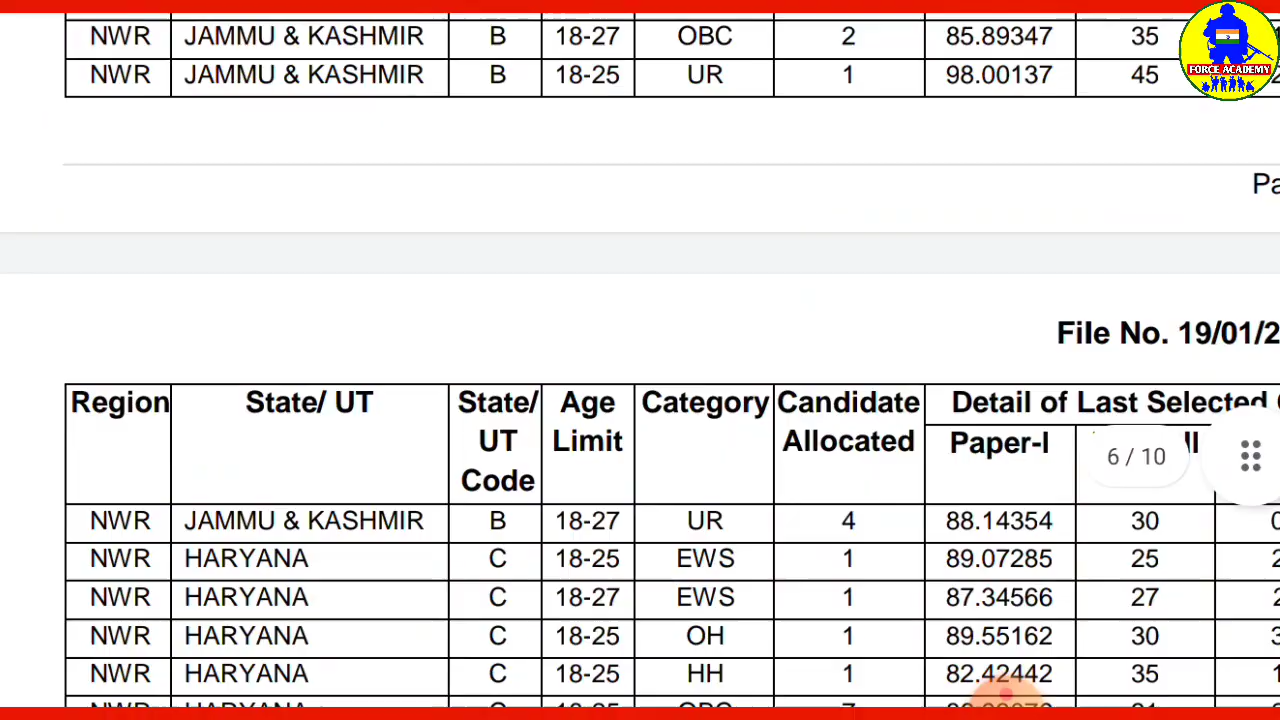 NWR JAMMU & KASHMIR B 18-27 OBC 2 85.89347 35
NWR JAMMU & KASHMIR B 18-25 UR 1 98.00137 45
FORCE ACADEMY
File No. 19/01/2
Region State/ UT State/ UT Code Age Limit Category Candidate Allocated Detail of Last Selected
Paper-I
6 / 10
NWR JAMMU & KASHMIR B 18-27 UR 4 88.14354 30
NWR HARYANA C 18-25 EWS 1 89.07285 25
NWR HARYANA C 18-27 EWS 1 87.34566 27
NWR HARYANA C 18-25 OH 1 89.55162 30
NWR HARYANA C 18-25 HH 1 82.42442 35